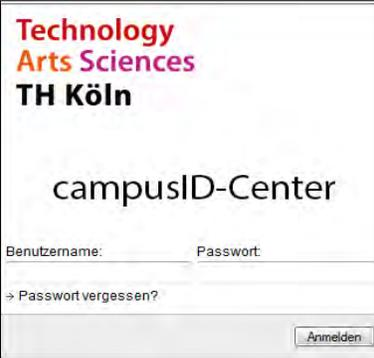 Technology
Arts Sciences
TH Köln
campusID-Center
Benutzername: Passwort:
→ Passwort vergessen?
Anmelden